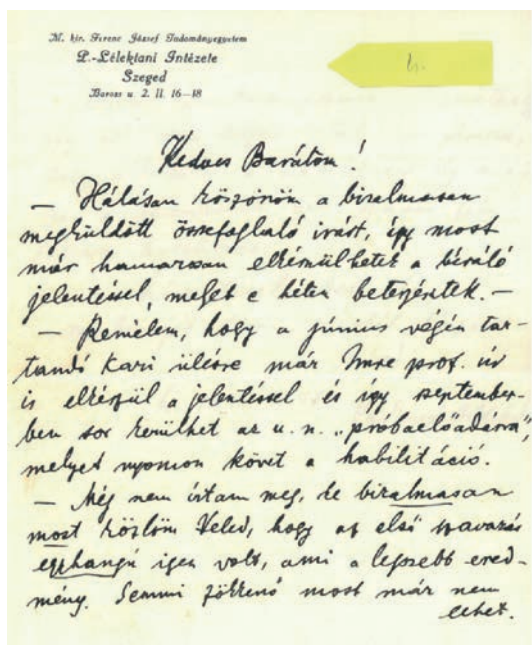 M. kir. Ferenc József Tudományegyetem
P.-Lélektani Intézete
Szeged
Boross u. 2. II. 16—18
Kedves Barátom!
— Hálásan köszönöm a bizalmasan
megküldött összefoglaló írást, így most
már hamarosan elkészülhetek a bíráló
jelentéssel, melyet e héten beterjesztek. —
— Remélem, hogy a június végén tar-
tandó kari ülésre már Imre prof. úr
is elkészül a jelentéssel és így september-
ben sor kerülhet az u. n. „próbaelőadásra",
melyet nyomon követ a habilitáció.
— Még nem írtam meg, de bizalmasan
most közlöm Veled, hogy az első szavazás
egyhangú igen volt, ami a legszebb ered-
mény. Semmi zökkenő most már nem
lehet.